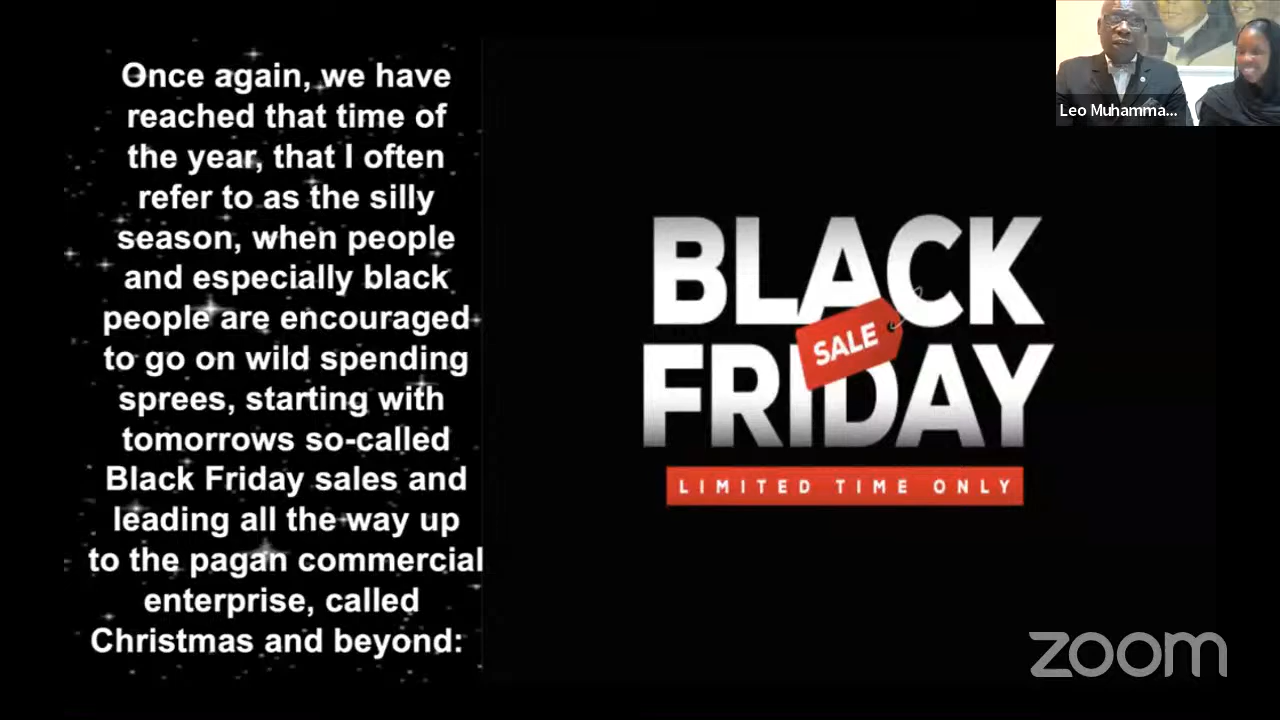 Once again, we have
reached that time of
the year, that I often
refer to as the silly
season, when people
and especially black
people are encouraged
to go on wild spending
sprees, starting with
tomorrows so-called
Black Friday sales and
leading all the way up
to the pagan commercial
enterprise, called
Christmas and beyond:
BLACK
SALE
FRIDAY
LIMITED TIME ONLY
Leo Muhamma...
zoom